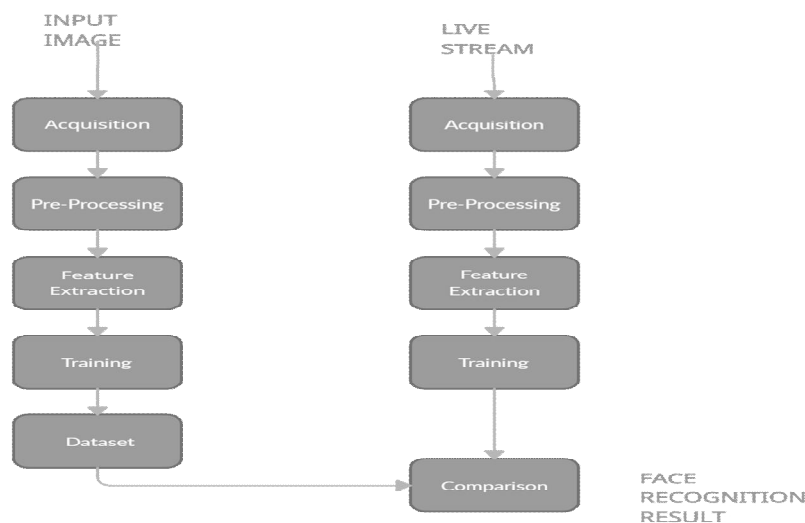 INPUT
IMAGE
Acquisition
Pre-Processing
Feature
Extraction
Training
Dataset
LIVE
STREAM
Acquisition
Pre-Processing
Feature
Extraction
Training
Comparison
FACE
RECOGNITION
RESULT